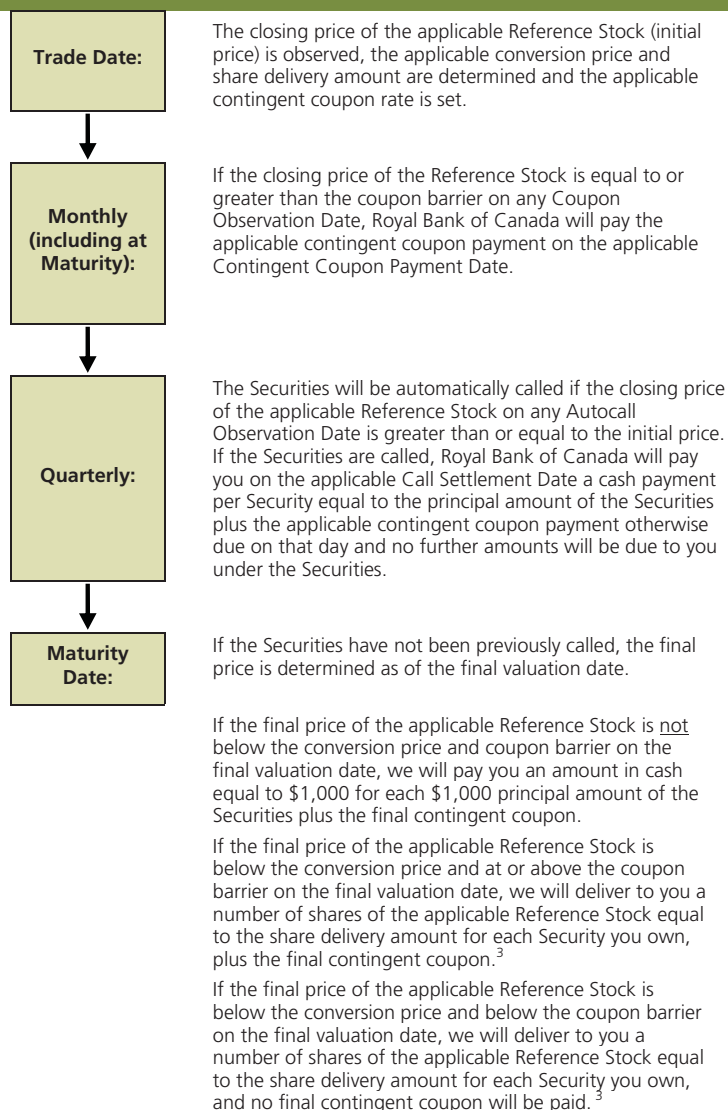 Trade Date:
The closing price of the applicable Reference Stock (initial
price) is observed, the applicable conversion price and
share delivery amount are determined and the applicable
contingent coupon rate is set.
Monthly
(including at
Maturity):
If the closing price of the Reference Stock is equal to or
greater than the coupon barrier on any Coupon
Observation Date, Royal Bank of Canada will pay the
applicable contingent coupon payment on the applicable
Contingent Coupon Payment Date.
Quarterly:
The Securities will be automatically called if the closing price
of the applicable Reference Stock on any Autocall
Observation Date is greater than or equal to the initial price.
If the Securities are called, Royal Bank of Canada will pay
you on the applicable Call Settlement Date a cash payment
per Security equal to the principal amount of the Securities
plus the applicable contingent coupon payment otherwise
due on that day and no further amounts will be due to you
under the Securities.
Maturity
Date:
If the Securities have not been previously called, the final
price is determined as of the final valuation date.
If the final price of the applicable Reference Stock is not
below the conversion price and coupon barrier on the
final valuation date, we will pay you an amount in cash
equal to $1,000 for each $1,000 principal amount of the
Securities plus the final contingent coupon.
If the final price of the applicable Reference Stock is
below the conversion price and at or above the coupon
barrier on the final valuation date, we will deliver to you a
number of shares of the applicable Reference Stock equal
to the share delivery amount for each Security you own,
plus the final contingent coupon.3
If the final price of the applicable Reference Stock is
below the conversion price and below the coupon barrier
on the final valuation date, we will deliver to you a
number of shares of the applicable Reference Stock equal
to the share delivery amount for each Security you own,
and no final contingent coupon will be paid. 3